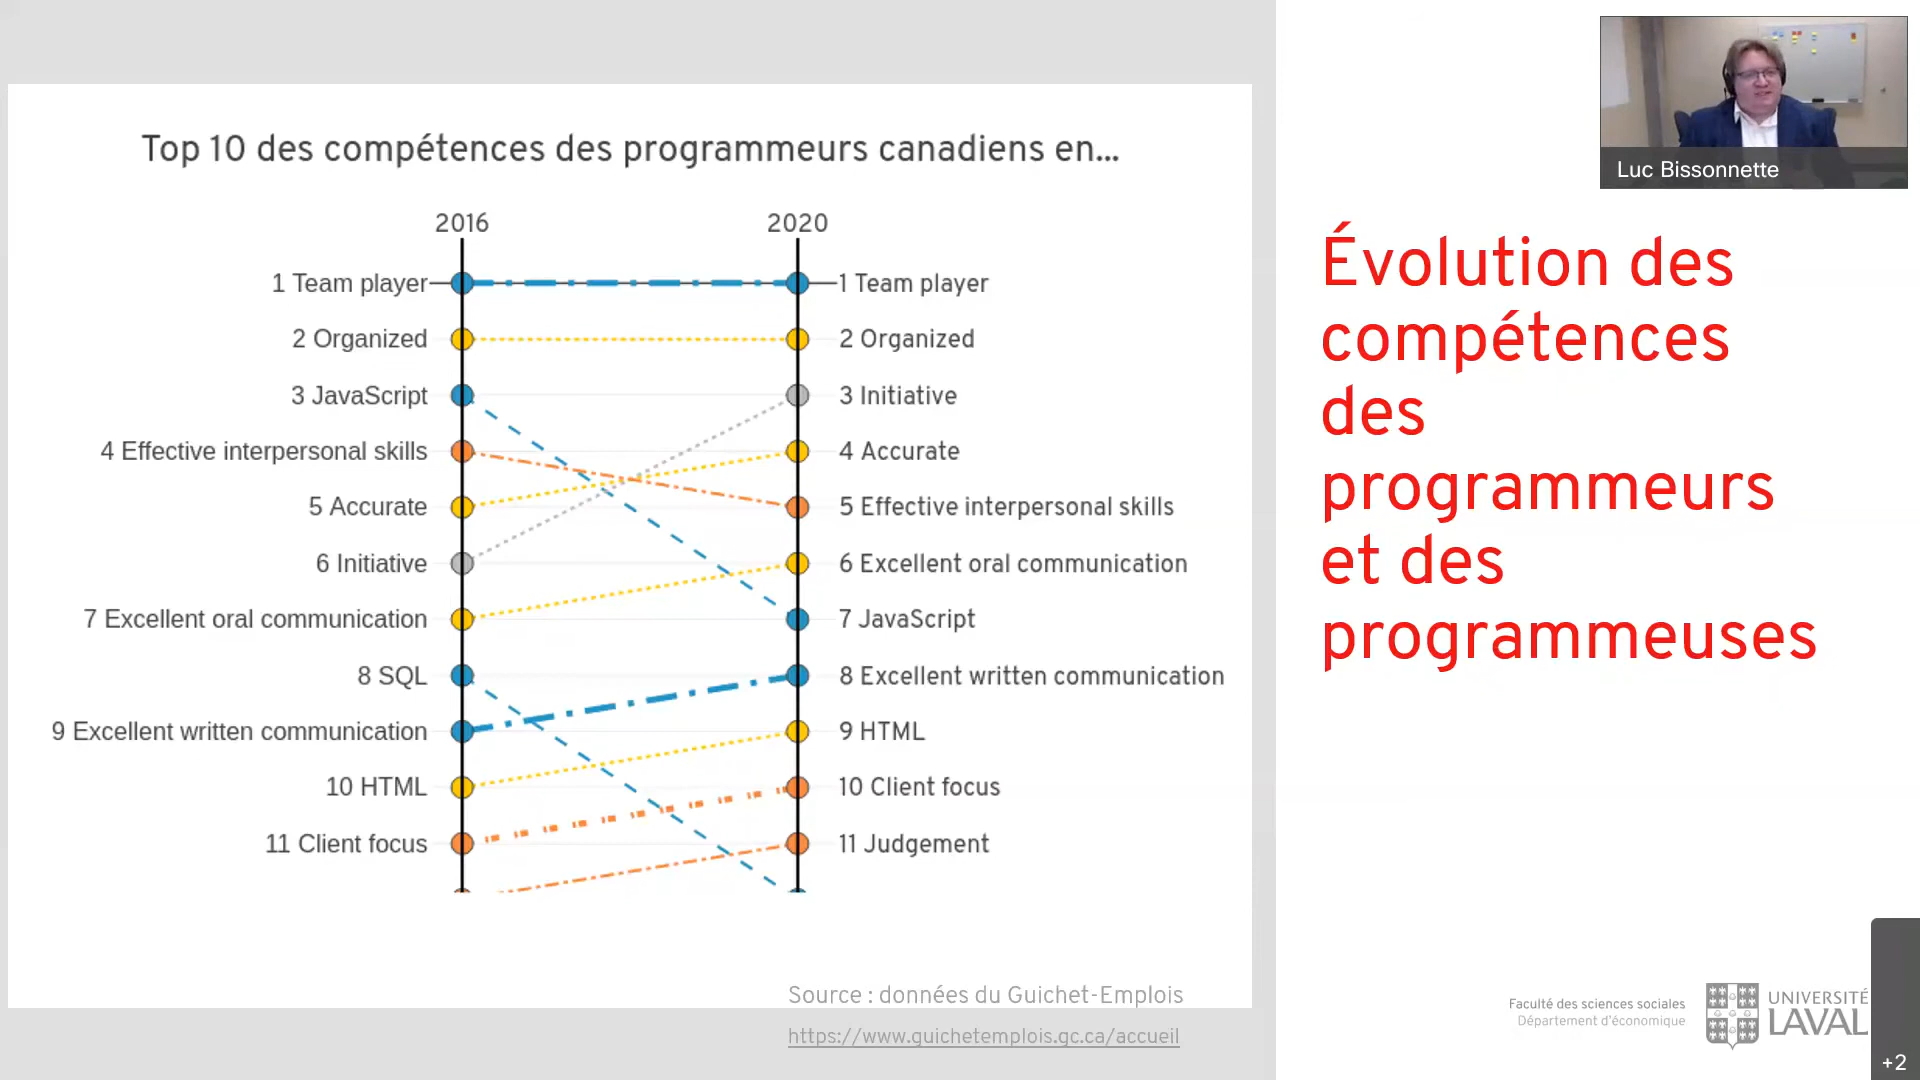 Top 10 des compétences des programmeurs canadiens en...
2016
2020
1 Team player
1 Team player
2 Organized
2 Organized
3 JavaScript
3 Initiative
4 Effective interpersonal skills
4 Accurate
5 Accurate
5 Effective interpersonal skills
6 Initiative
6 Excellent oral communication
7 Excellent oral communication
7 JavaScript
8 SQL
8 Excellent written communication
9 Excellent written communication
9 HTML
10 HTML
10 Client focus
11 Client focus
11 Judgement
Source : données du Guichet-Emplois
https://www.guichetemplois.gc.ca/accueil
Luc Bissonnette
Évolution des
compétences
des
programmeurs
et des
programmeuses
Faculté des sciences sociales
Département d'économique
UNIVERSITÉ
LAVAL
+2